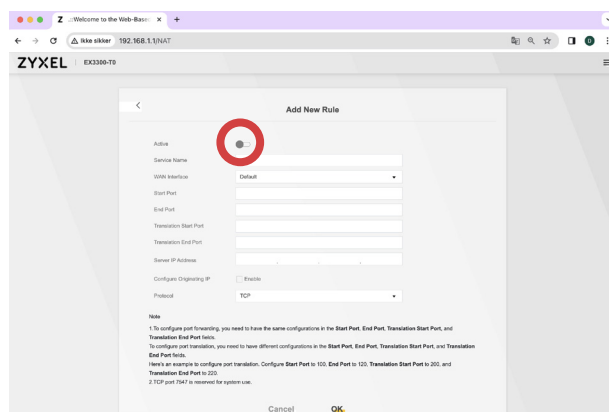 Z .::Welcome to the Web-Base
Ikke sikker 192.168.1.1/NAT
ZYXEL EX3300-T0
Add New Rule
Active
Service Name
WAN Interface Default
Start Port
End Port
Translation Start Port
Translation End Port
Server IP Address . . .
Configure Originating IP Enable
Protocol TCP
Note
1.To configure port forwarding, you need to have the same configurations in the Start Port, End Port, Translation Start Port, and
Translation End Port fields.
To configure port translation, you need to have different configurations in the Start Port, End Port, Translation Start Port, and Translation
End Port fields.
Here's an example to configure port translation. Configure Start Port to 100, End Port to 120, Translation Start Port to 200, and
Translation End Port to 220.
2.TCP port 7547 is reserved for system use.
Cancel OK